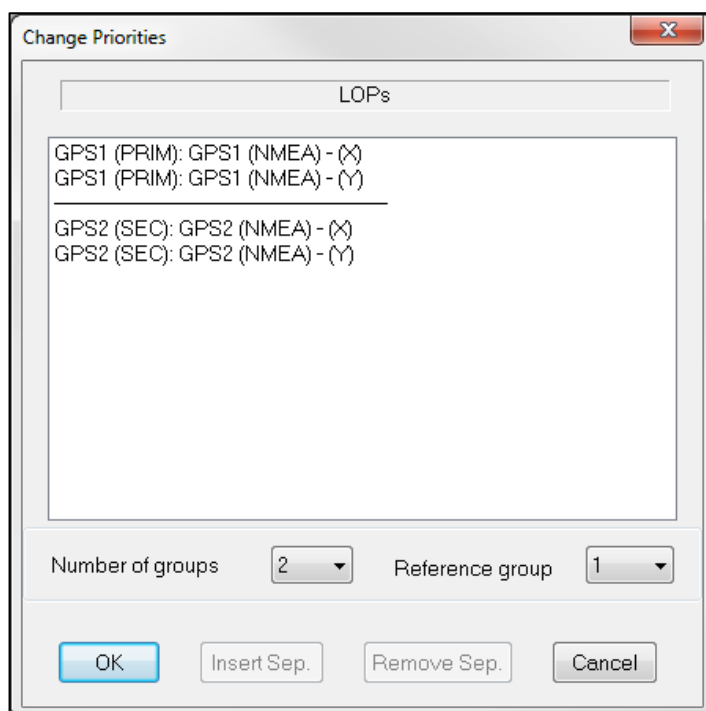 Change Priorities
LOPs
GPS1 (PRIM): GPS1 (NMEA) - (X)
GPS1 (PRIM): GPS1 (NMEA) - (Y)
GPS2 (SEC): GPS2 (NMEA) - (X)
GPS2 (SEC): GPS2 (NMEA) - (Y)
Number of groups 2 Reference group 1
OK Insert Sep. Remove Sep. Cancel